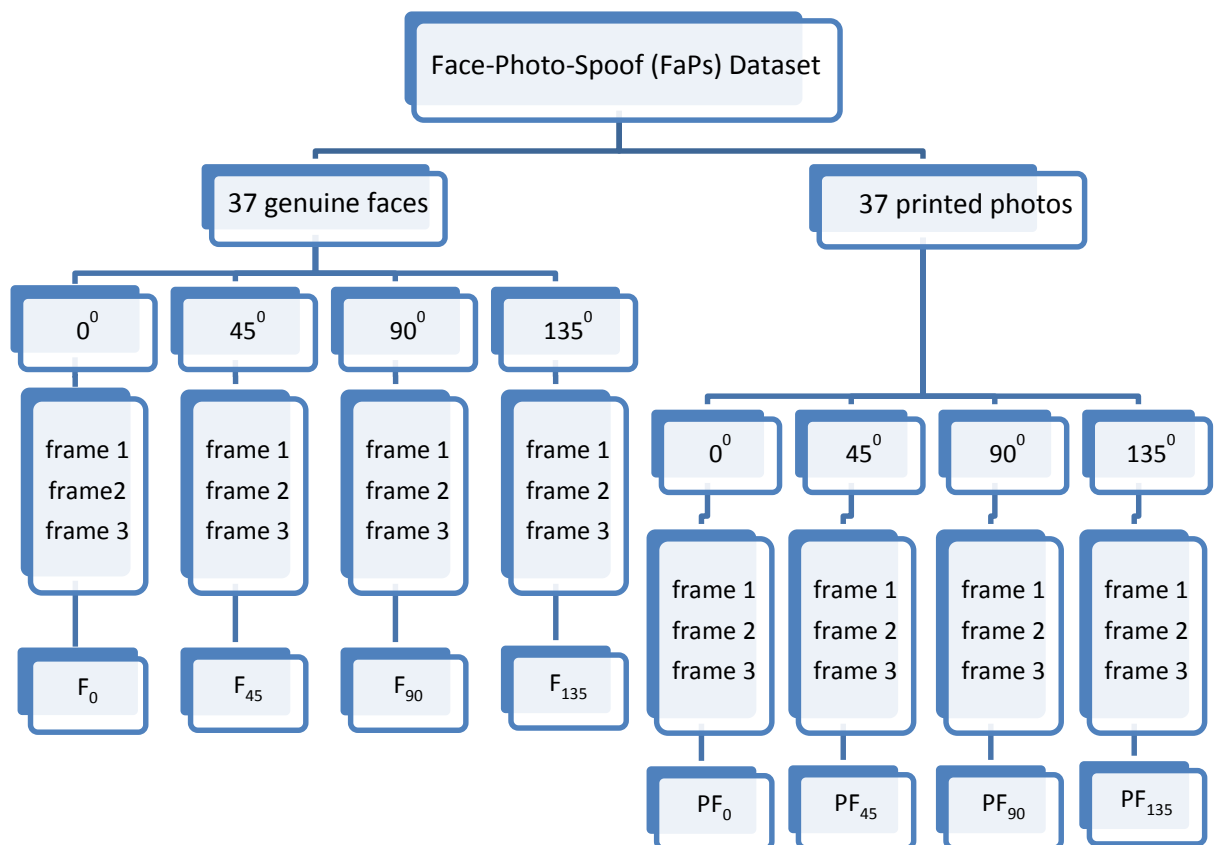 Face-Photo-Spoof (FaPs) Dataset
37 genuine faces
37 printed photos
0⁰
45⁰
90⁰
135⁰
frame 1
frame2
frame 3
frame 1
frame 2
frame 3
frame 1
frame 2
frame 3
frame 1
frame 2
frame 3
F₀
F₄₅
F₉₀
F₁₃₅
0⁰
45⁰
90⁰
135⁰
frame 1
frame 2
frame 3
frame 1
frame 2
frame 3
frame 1
frame 2
frame 3
frame 1
frame 2
frame 3
PF₀
PF₄₅
PF₉₀
PF₁₃₅